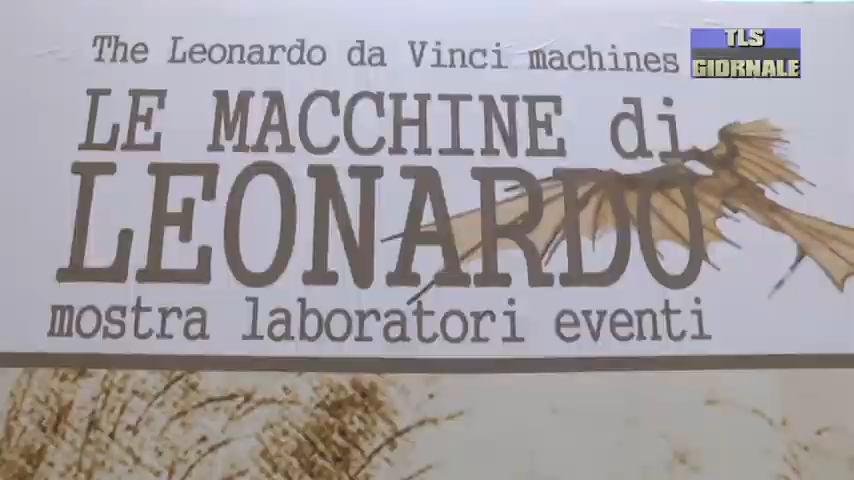 The Leonardo da Vinci machines
TLS
GIORNALE
LE MACCHINE di
LEONARDO
mostra laboratori eventi